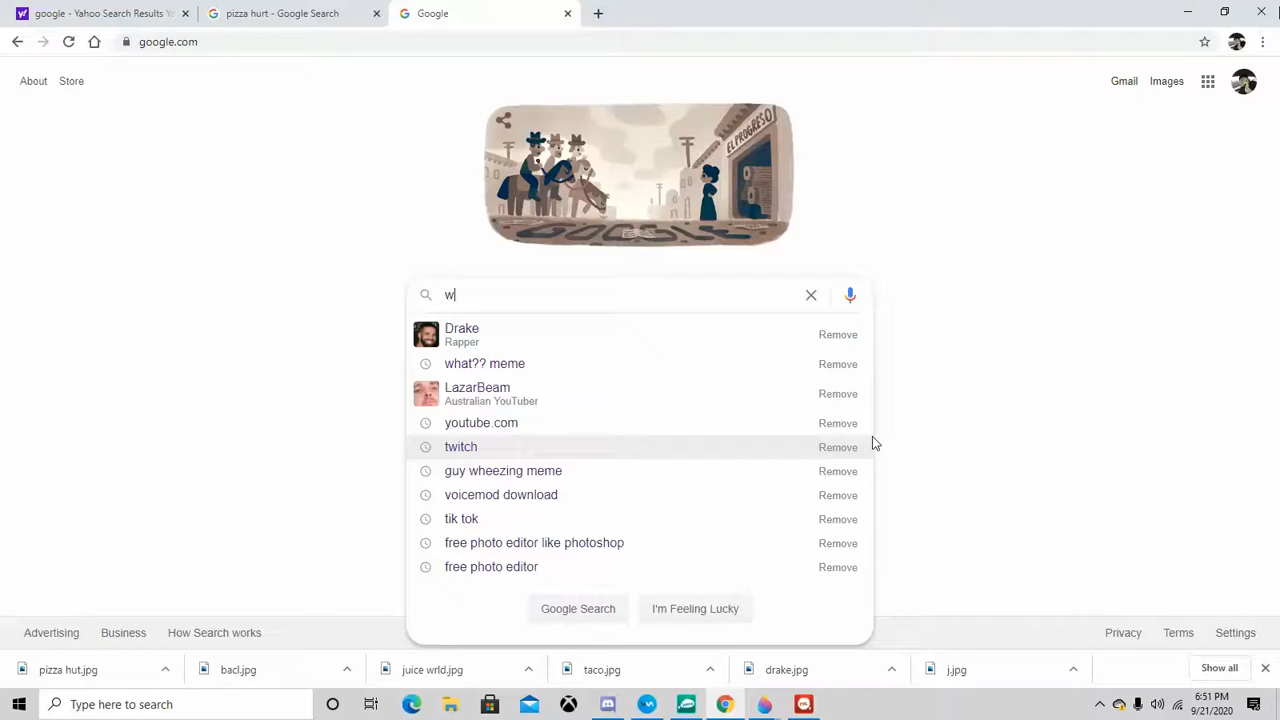 google - Yahoo Search Results Y
pizza hurt - Google Search
Google
google.com
About
Store
Gmail
Images
EL PROGRESO
GOOGLE
w
Drake
Rapper
Remove
what?? meme
Remove
LazarBeam
Australian YouTuber
Remove
youtube.com
Remove
twitch
Remove
guy wheezing meme
Remove
voicemod download
Remove
tik tok
Remove
free photo editor like photoshop
Remove
free photo editor
Remove
Google Search
I'm Feeling Lucky
Advertising
Business
How Search works
Privacy
Terms
Settings
pizza hut.jpg
bacl.jpg
juice wrld.jpg
taco.jpg
drake.jpg
j.jpg
Show all
Type here to search
6:51 PM
9/21/2020